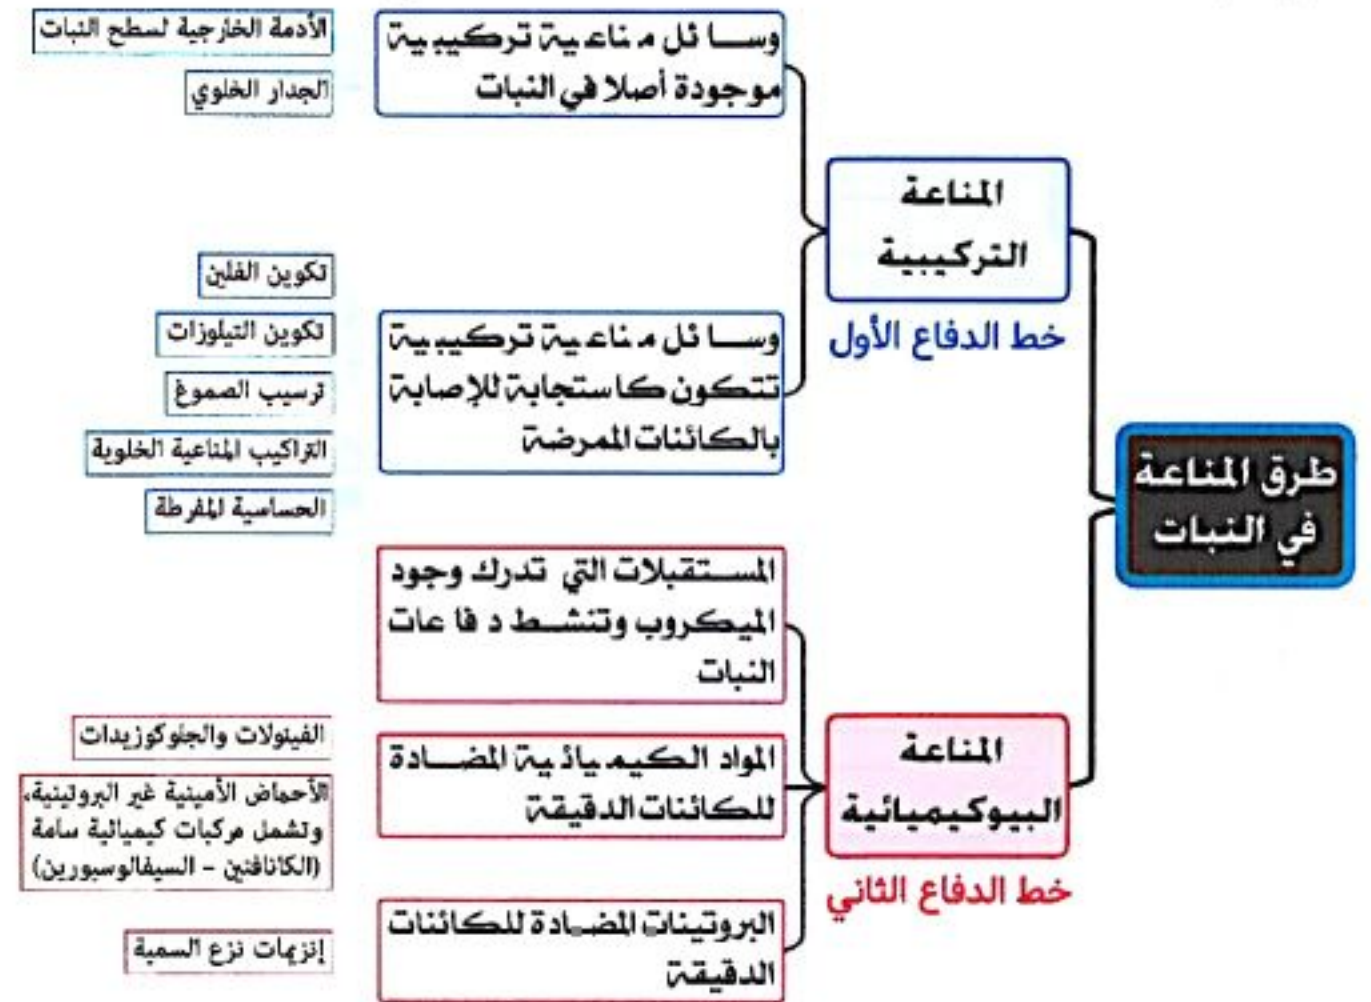 طرق المناعة
في النبات
المناعة
التركيبية
خط الدفاع الأول
وسائل مناعية تركيبية
موجودة أصلا في النبات
الأدمة الخارجية لسطح النبات
الجدار الخلوي
وسائل مناعية تركيبية
تتكون كاستجابة للإصابة
بالكائنات الممرضة
تكوين الفلين
تكوين التيلوزات
ترسيب الصموغ
التراكيب المناعية الخلوية
الحساسية المفرطة
المناعة
البيوكيميائية
خط الدفاع الثاني
المستقبلات التي تدرك وجود
الميكروب وتنشط دفاعات
النبات
المواد الكيميائية المضادة
للكائنات الدقيقة
الفينولات والجلوكوزيدات
الأحماض الأمينية غير البروتينية،
وتشمل مركبات كيميائية سامة
(الكانافنين – السيفالوسبورين)
البروتينات المضادة للكائنات
الدقيقة
إنزيمات نزع السمية